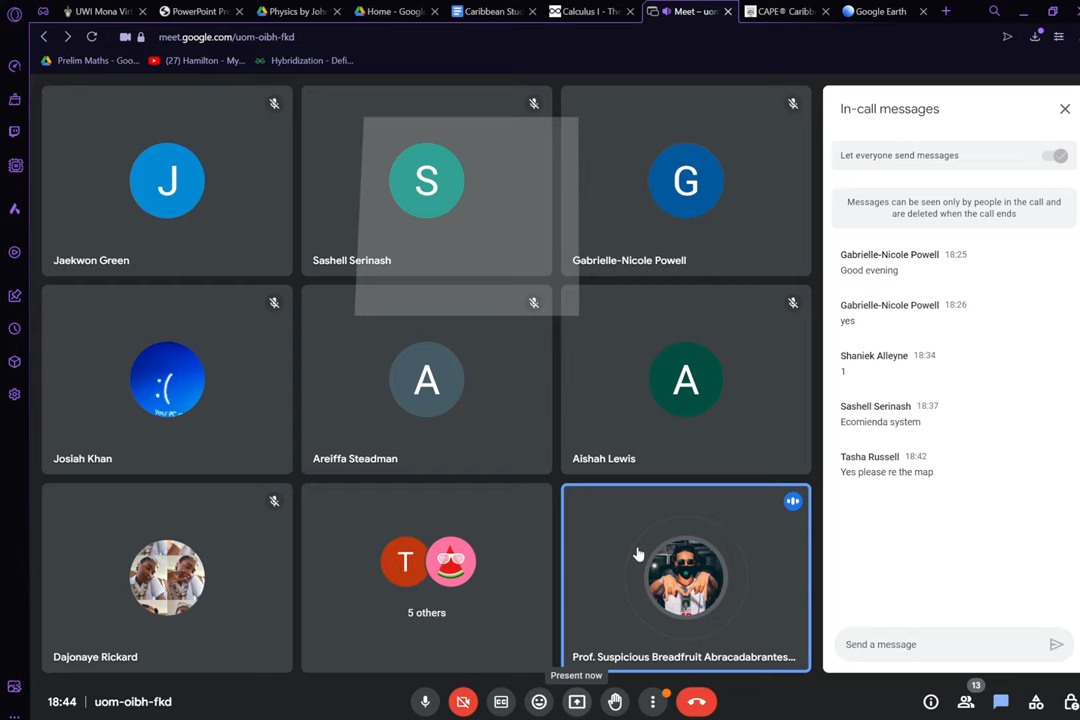 UWI Mona Vir
PowerPoint Pr
Physics by Joh
Home - Googl
Caribbean Stu
Calculus I - The
Meet – uom
CAPE® Caribb
Google Earth
meet.google.com/uom-oibh-fkd
Prelim Maths - Goo...
(27) Hamilton - My...
Hybridization - Defi...
J
Jaekwon Green
S
Sashell Serinash
G
Gabrielle-Nicole Powell
:(
Josiah Khan
A
Areiffa Steadman
A
Aishah Lewis
Dajonaye Rickard
T
5 others
Prof. Suspicious Breadfruit Abracadabrantes...
Present now
In-call messages
Let everyone send messages
Messages can be seen only by people in the call and
are deleted when the call ends
Gabrielle-Nicole Powell 18:25
Good evening
Gabrielle-Nicole Powell 18:26
yes
Shaniek Alleyne 18:34
1
Sashell Serinash 18:37
Ecomienda system
Tasha Russell 18:42
Yes please re the map
Send a message
18:44 uom-oibh-fkd
13